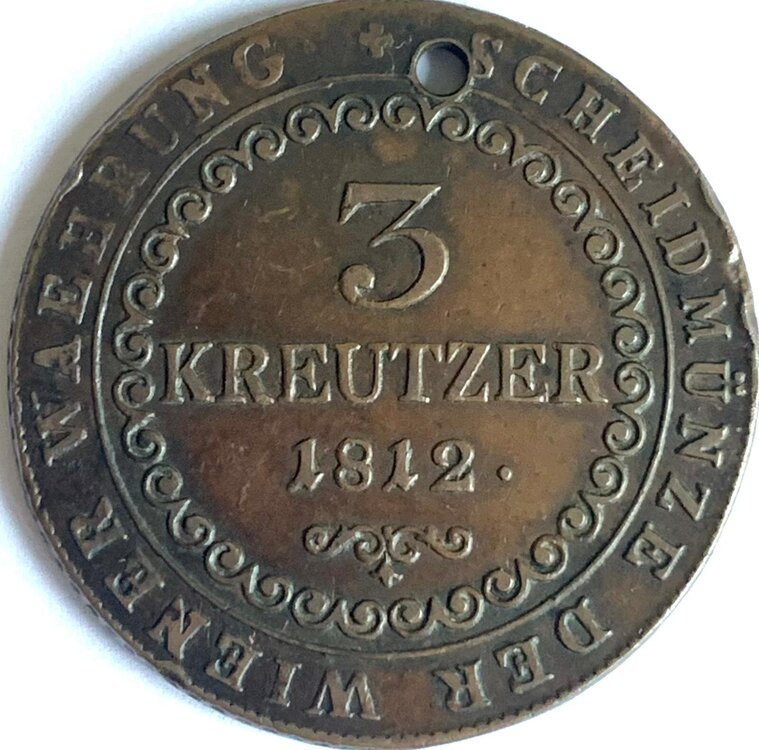 SCHEIDMÜNZE DER WIENER WAEHRUNG
3
KREUTZER
1812.